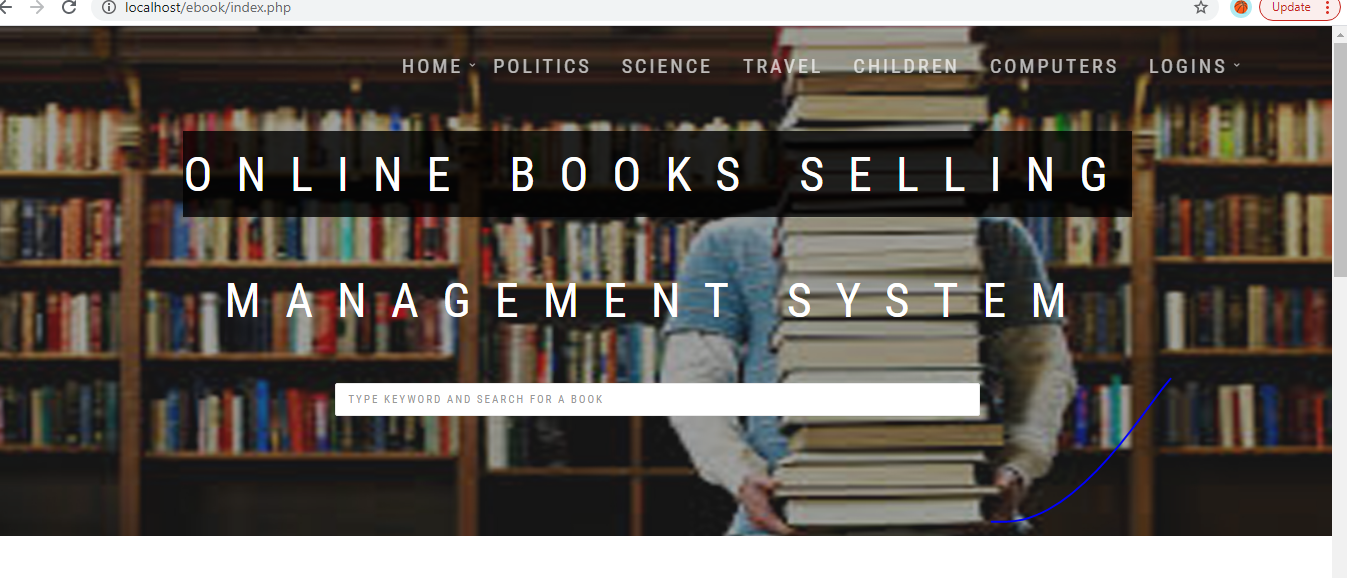 localhost/ebook/index.php
Update
HOME POLITICS SCIENCE TRAVEL CHILDREN COMPUTERS LOGINS
ONLINE BOOKS SELLING
MANAGEMENT SYSTEM
TYPE KEYWORD AND SEARCH FOR A BOOK